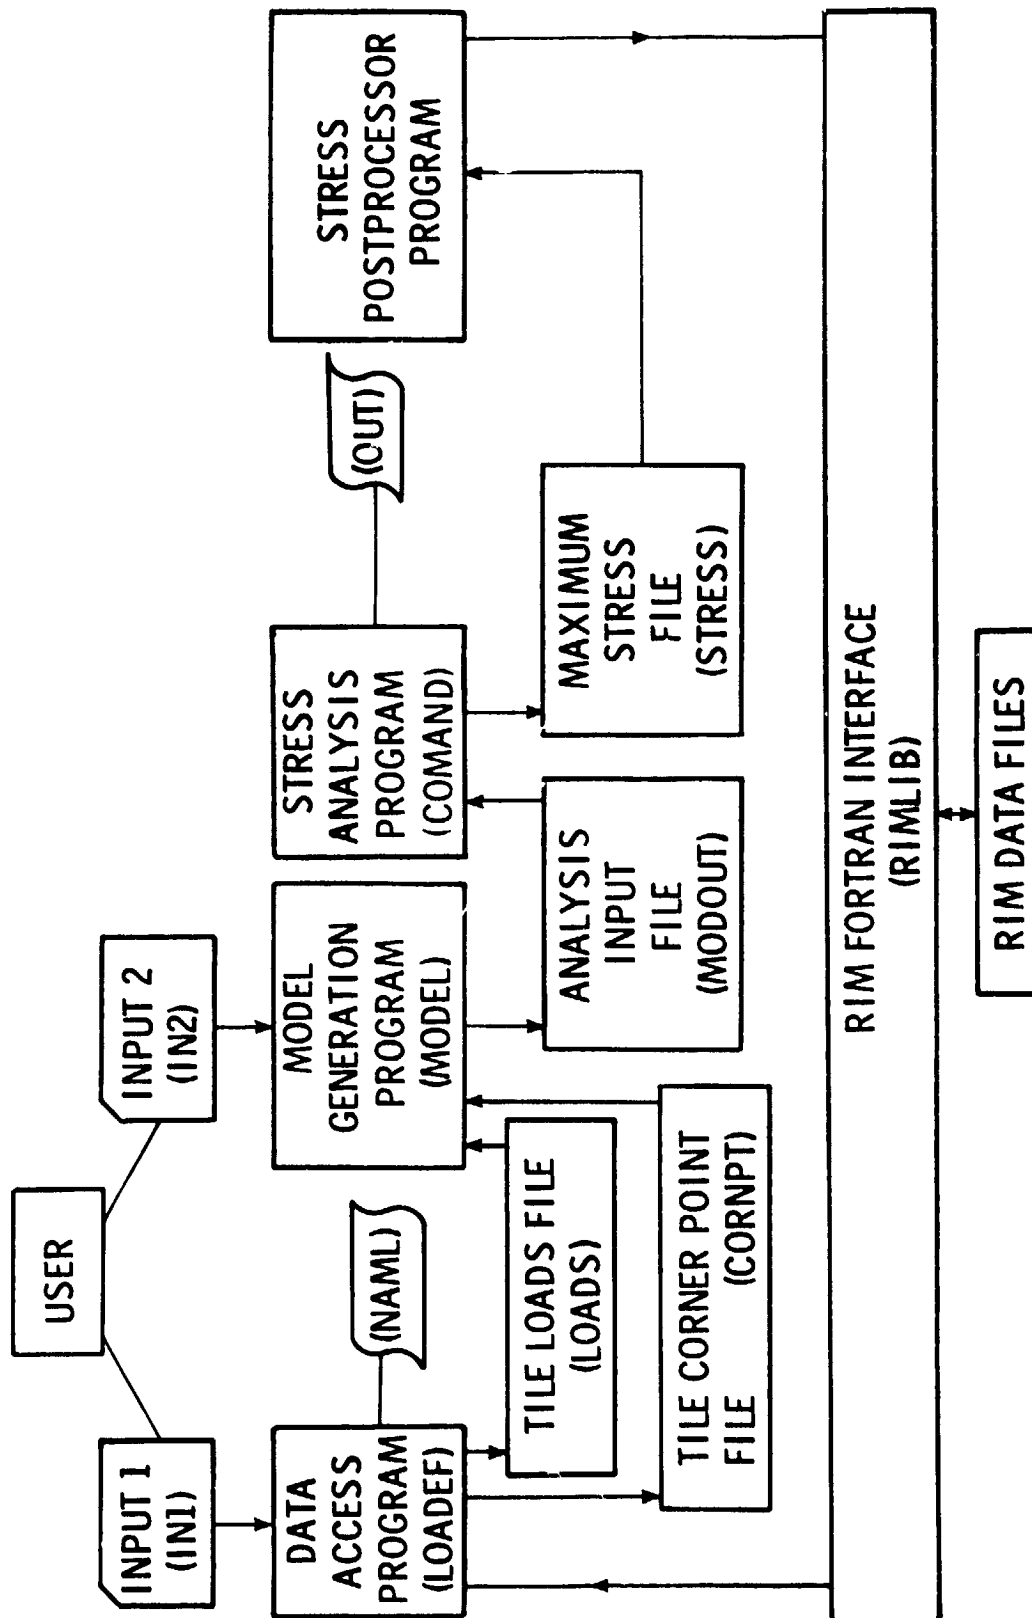 USER
INPUT 1
(IN1)
INPUT 2
(IN2)
DATA
ACCESS
PROGRAM
(LOADEF)
(NAML)
MODEL
GENERATION
PROGRAM
(MODEL)
STRESS
ANALYSIS
PROGRAM
(COMAND)
(OUT)
STRESS
POSTPROCESSOR
PROGRAM
TILE LOADS FILE
(LOADS)
TILE CORNER POINT
FILE (CORNPT)
ANALYSIS
INPUT
FILE
(MODOUT)
MAXIMUM
STRESS
FILE
(STRESS)
RIM FORTRAN INTERFACE
(RIMLIB)
RIM DATA FILES